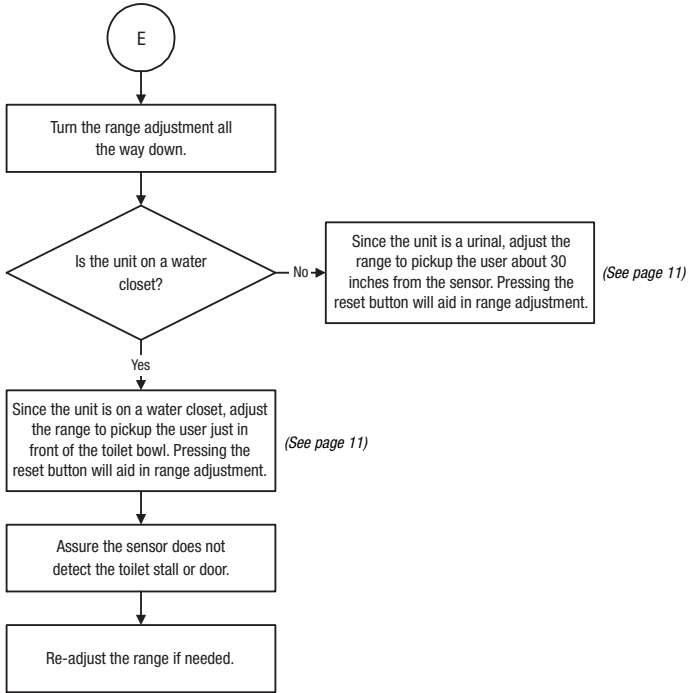 E
Turn the range adjustment all
the way down.
Is the unit on a water
closet?
No
Since the unit is a urinal, adjust the
range to pickup the user about 30
inches from the sensor. Pressing the
reset button will aid in range adjustment.
(See page 11)
Yes
Since the unit is on a water closet, adjust
the range to pickup the user just in
front of the toilet bowl. Pressing the
reset button will aid in range adjustment.
(See page 11)
Assure the sensor does not
detect the toilet stall or door.
Re-adjust the range if needed.